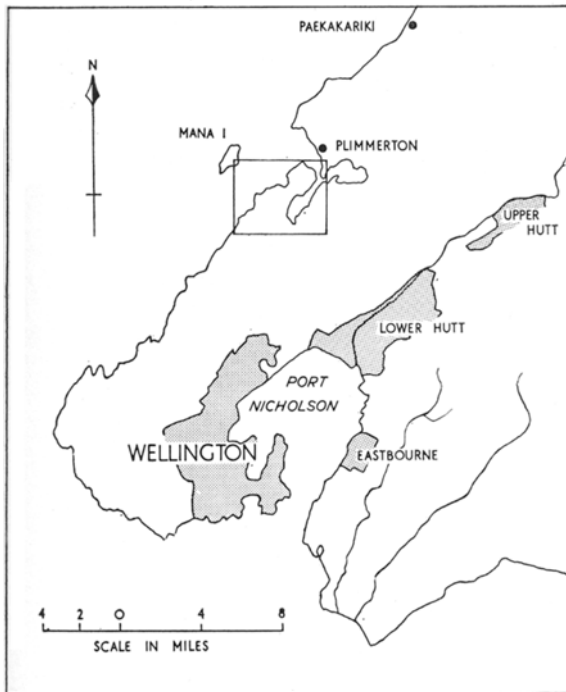 PAEKAKARIKI
N
MANA I
PLIMMERTON
UPPER
HUTT
LOWER HUTT
PORT
NICHOLSON
WELLINGTON
EASTBOURNE
4 2 0 4 8
SCALE IN MILES